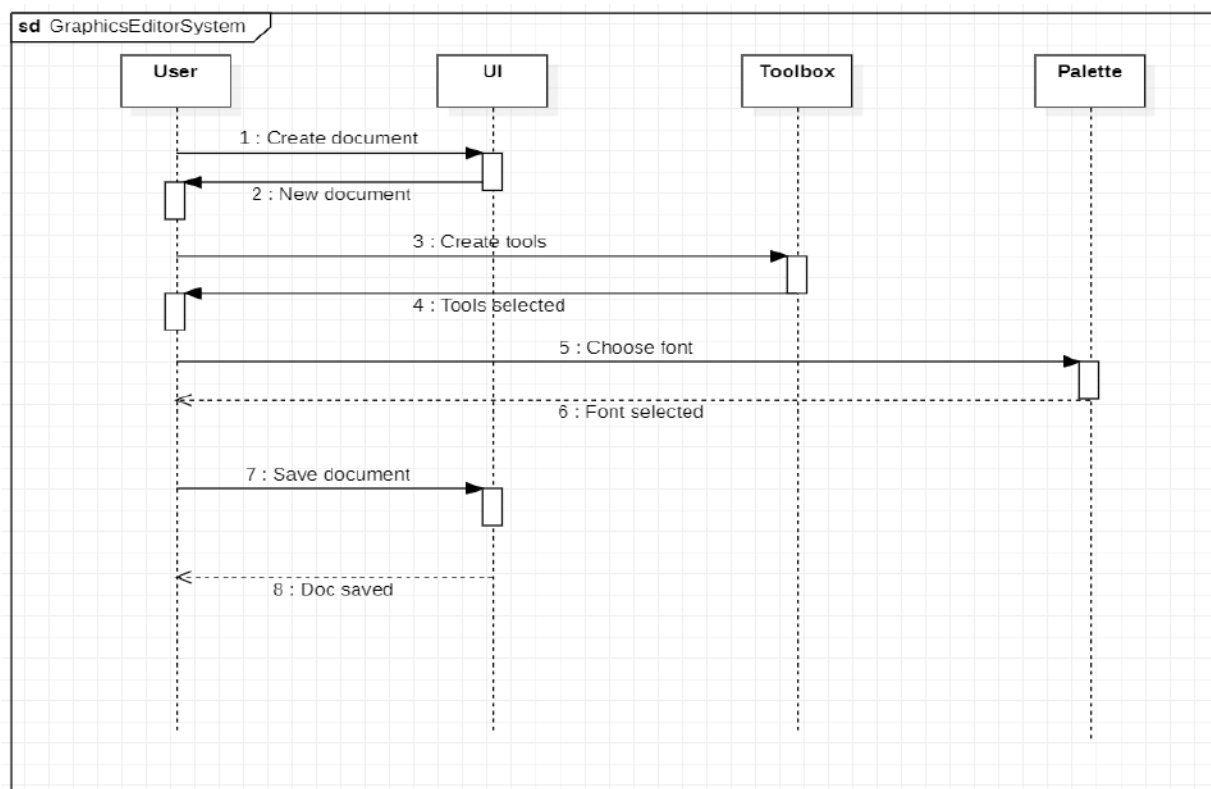 sd GraphicsEditorSystem
User
UI
Toolbox
Palette
1 : Create document
2 : New document
3 : Create tools
4 : Tools selected
5 : Choose font
6 : Font selected
7 : Save document
8 : Doc saved